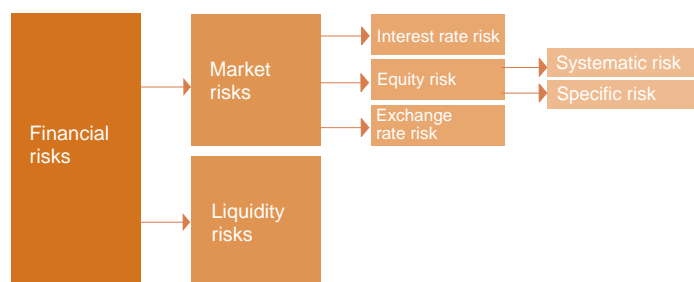 Financial
risks
Market
risks
Liquidity
risks
Interest rate risk
Equity risk
Exchange
rate risk
Systematic risk
Specific risk